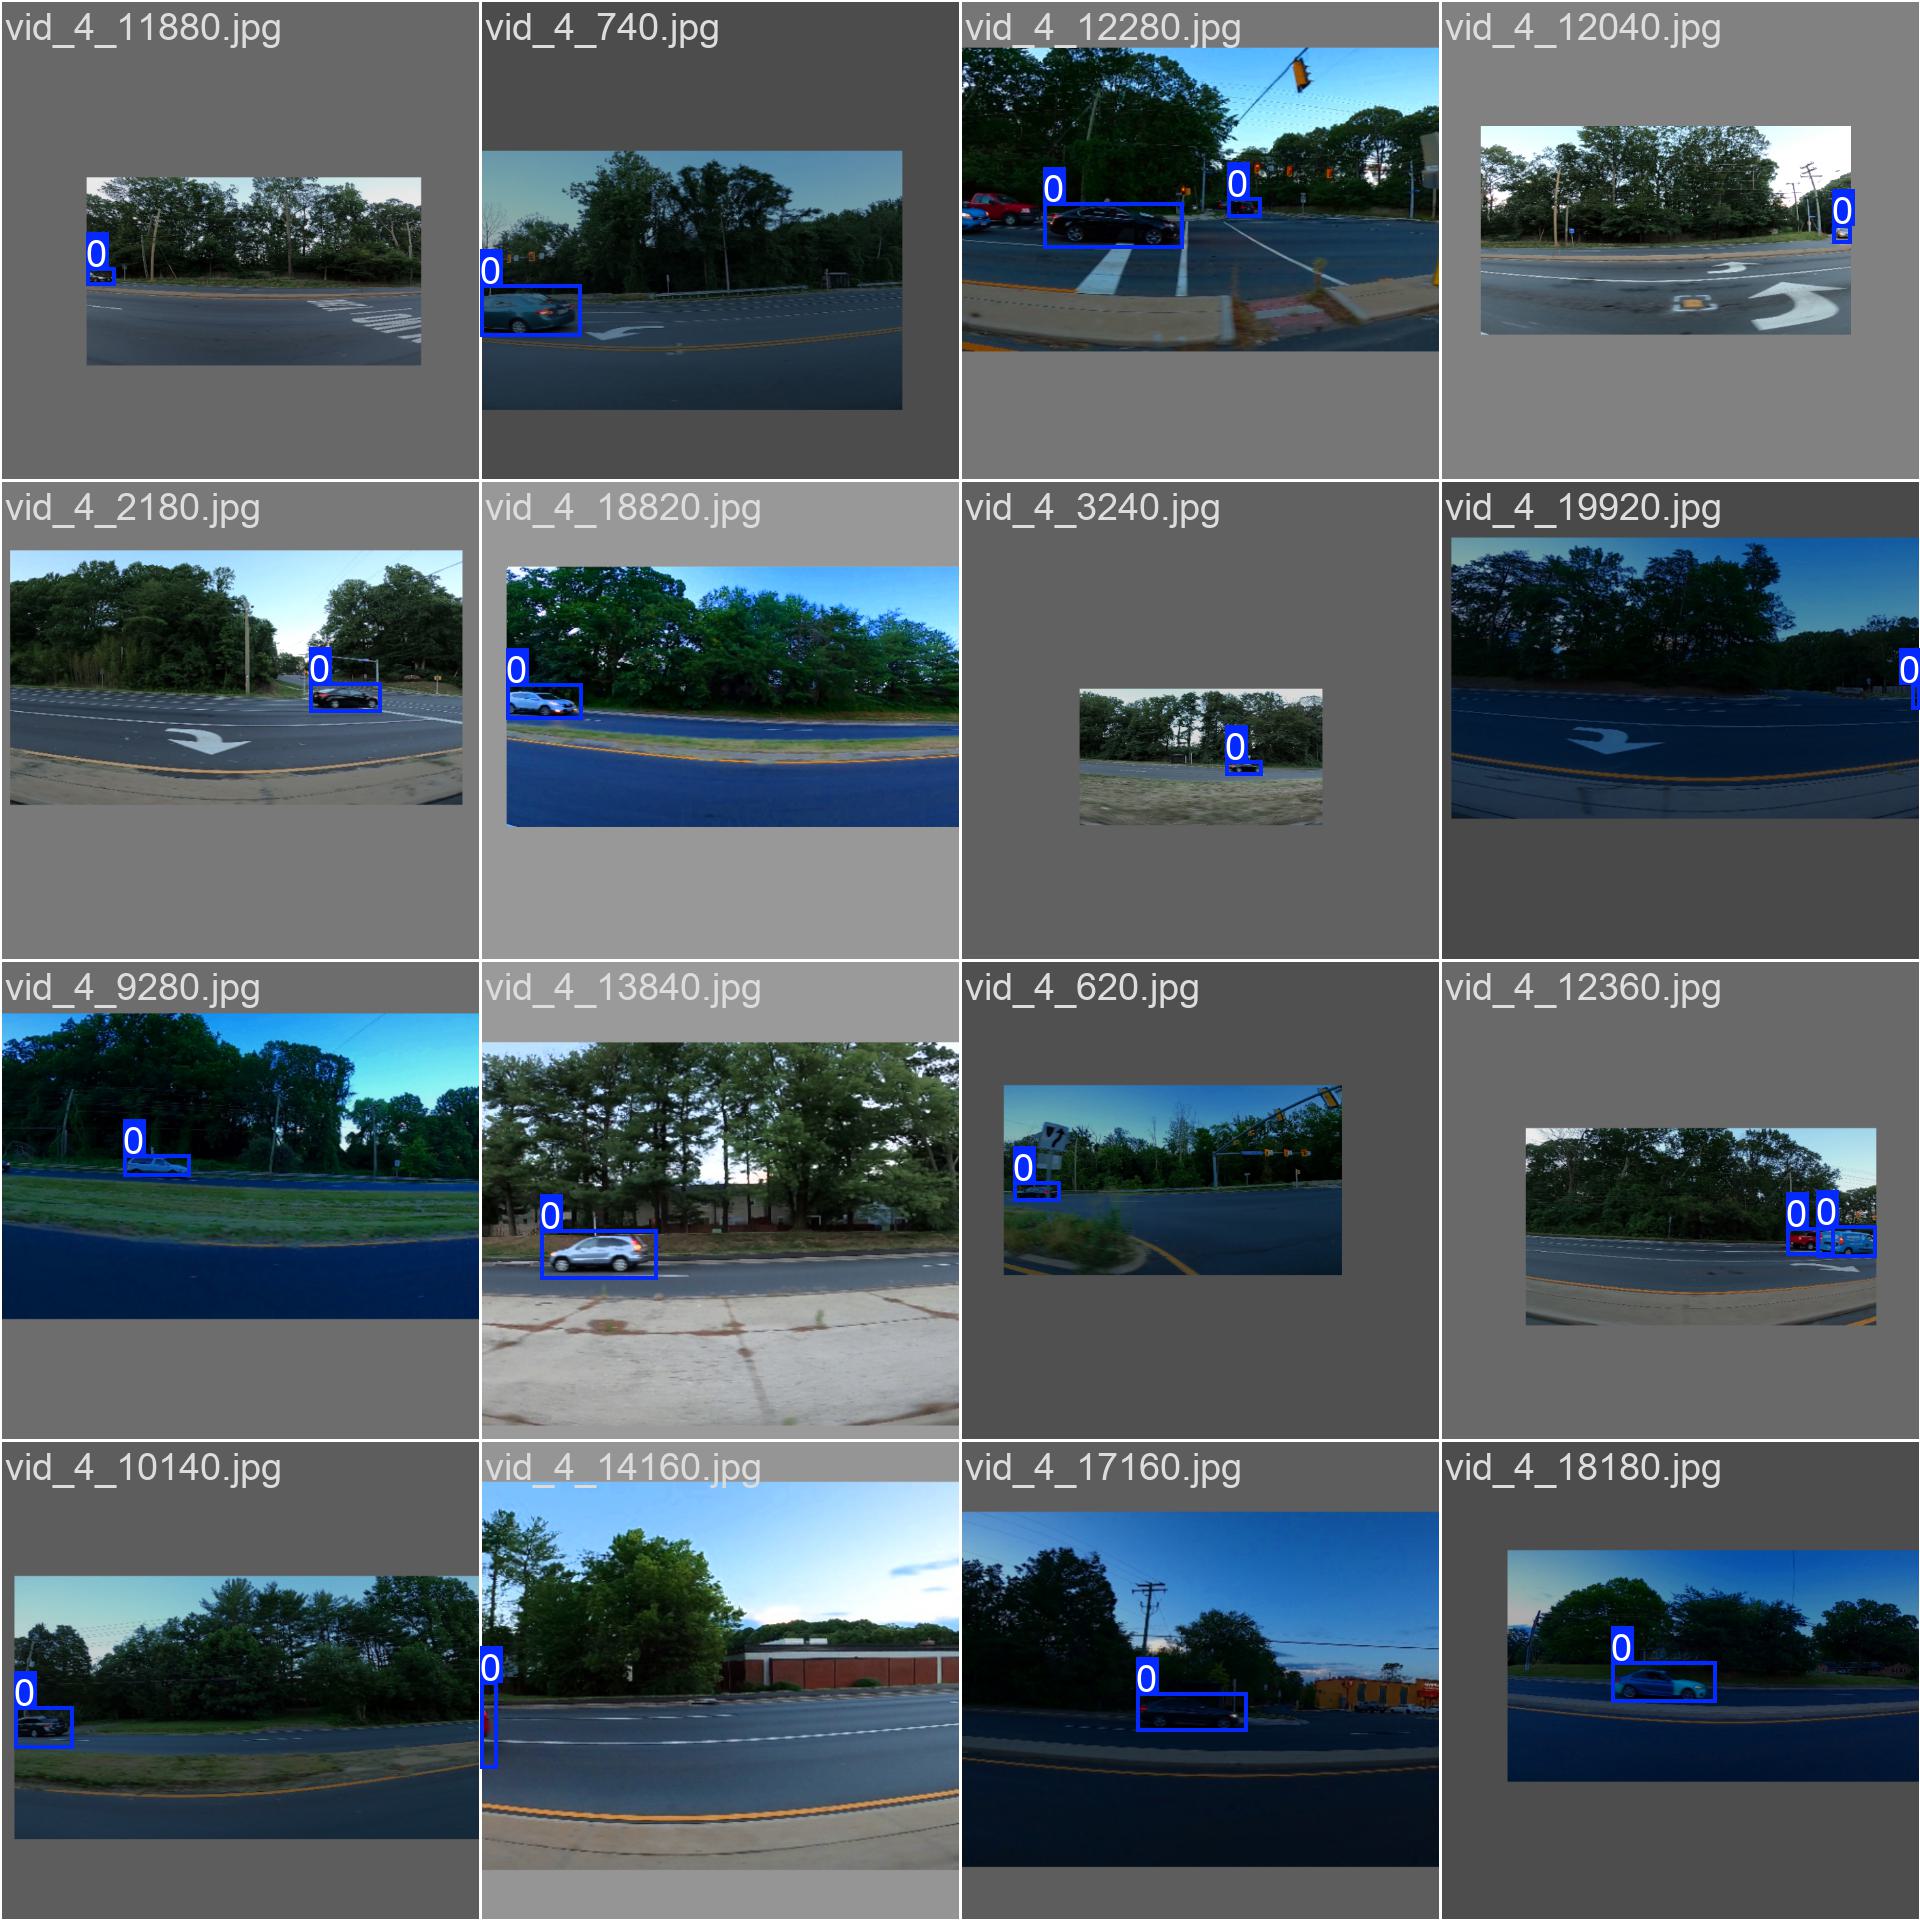 vid_4_11880.jpg
vid_4_740.jpg
vid_4_12280.jpg
vid_4_12040.jpg
0
0
0
0
0
vid_4_2180.jpg
vid_4_18820.jpg
vid_4_3240.jpg
vid_4_19920.jpg
0
0
0
0
vid_4_9280.jpg
vid_4_13840.jpg
vid_4_620.jpg
vid_4_12360.jpg
0
0
0
0
0
vid_4_10140.jpg
vid_4_14160.jpg
vid_4_17160.jpg
vid_4_18180.jpg
0
0
0
0